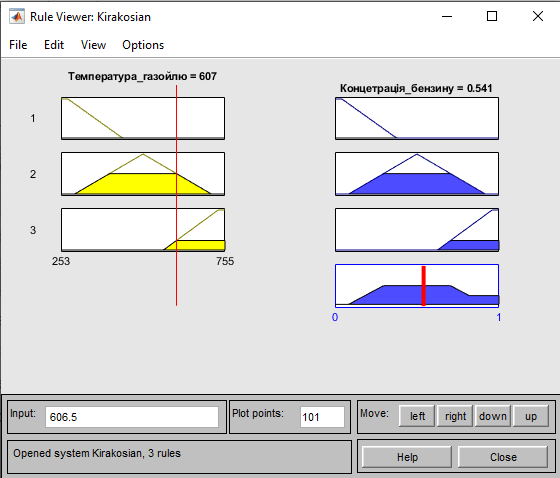 Rule Viewer: Kirakosian
File Edit View Options
Температура_газойлю = 607
Концетрація_бензину = 0.541
1
2
3
253 755
0 1
Input: 606.5 Plot points: 101 Move: left right down up
Opened system Kirakosian, 3 rules Help Close